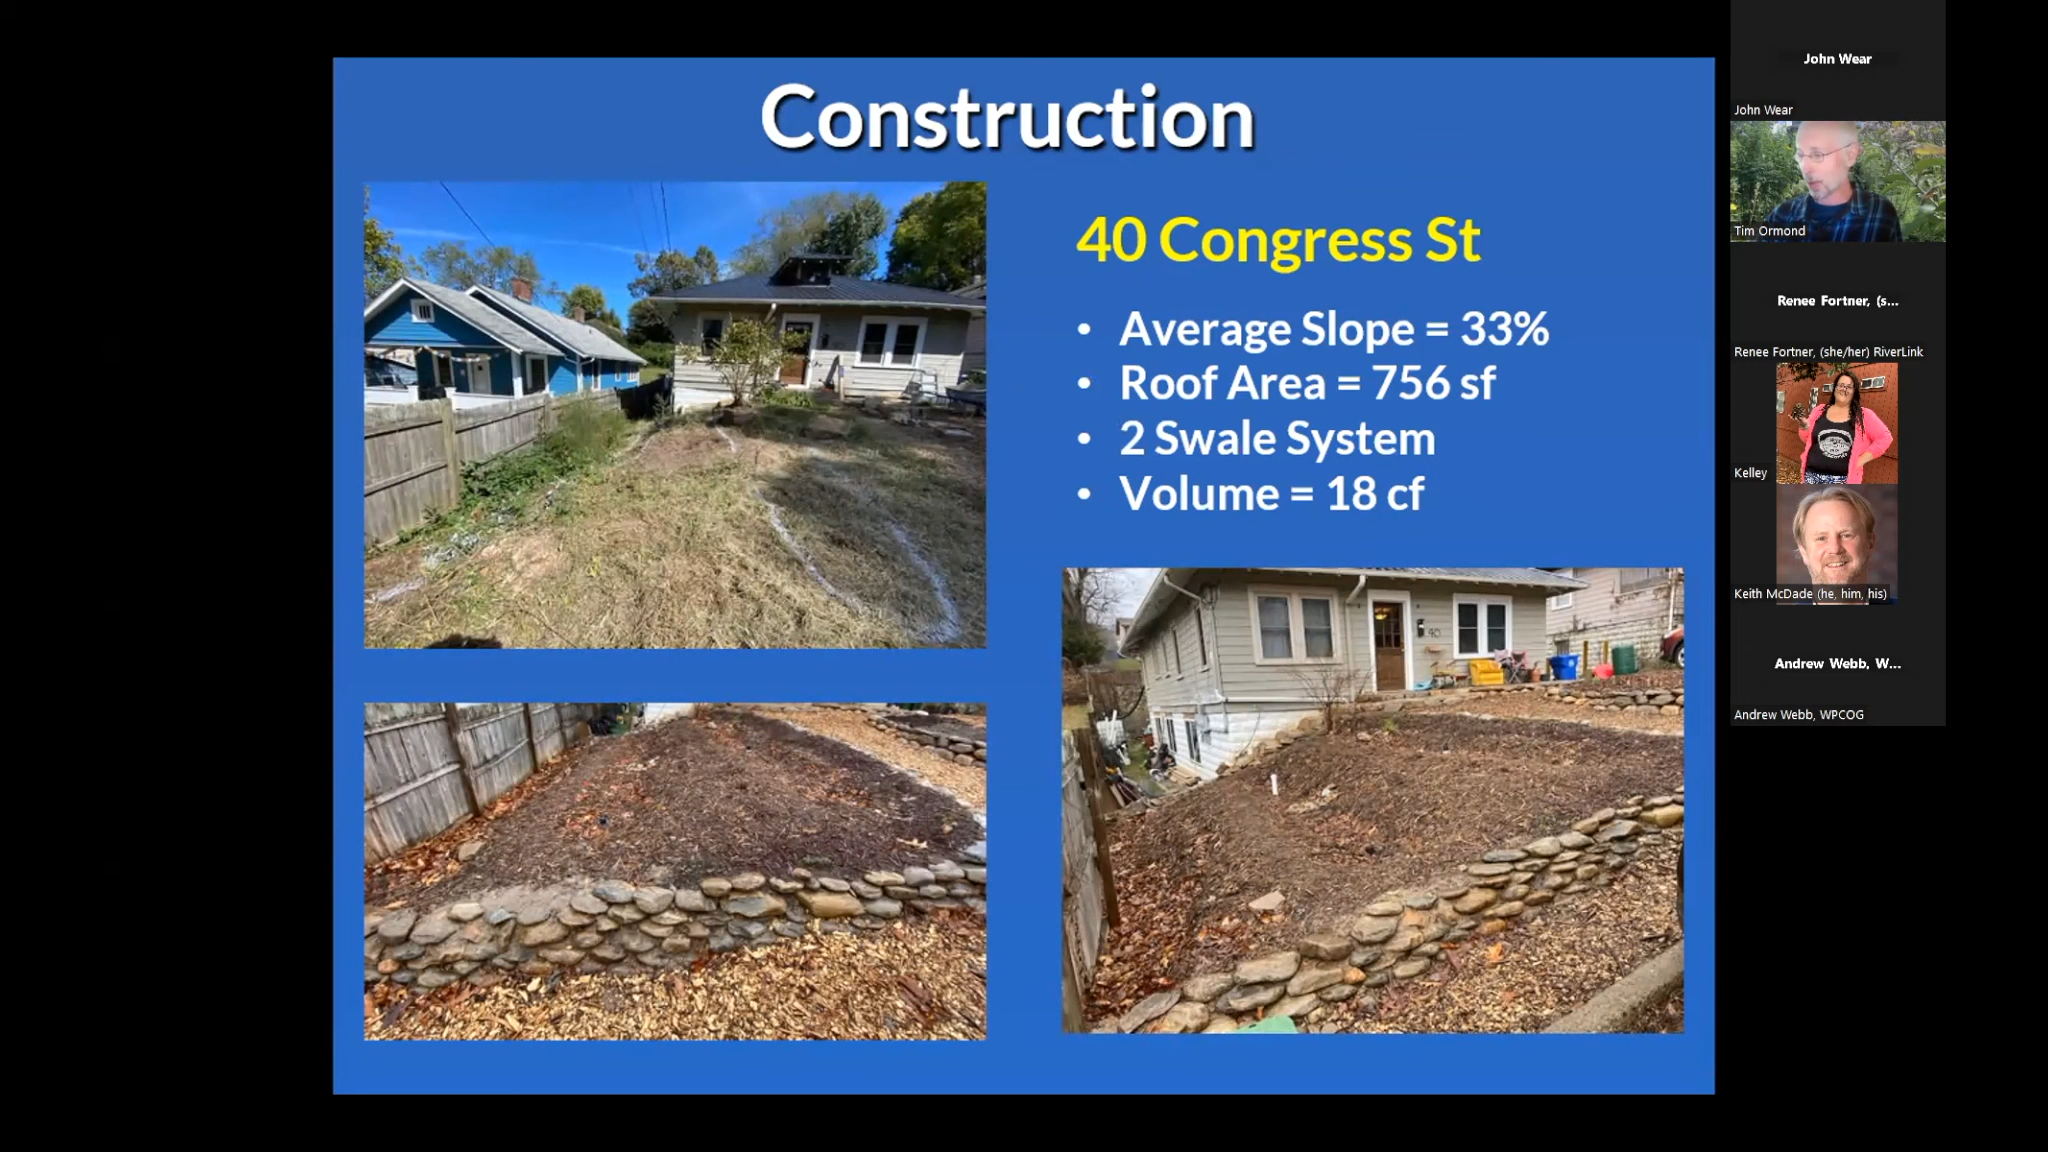 Construction
40 Congress St
• Average Slope = 33%
• Roof Area = 756 sf
• 2 Swale System
• Volume = 18 cf
40
John Wear
John Wear
Tim Ormond
Renee Fortner, (s...
Renee Fortner, (she/her) RiverLink
Kelley
Keith McDade (he, him, his)
Andrew Webb, W...
Andrew Webb, WPCOG